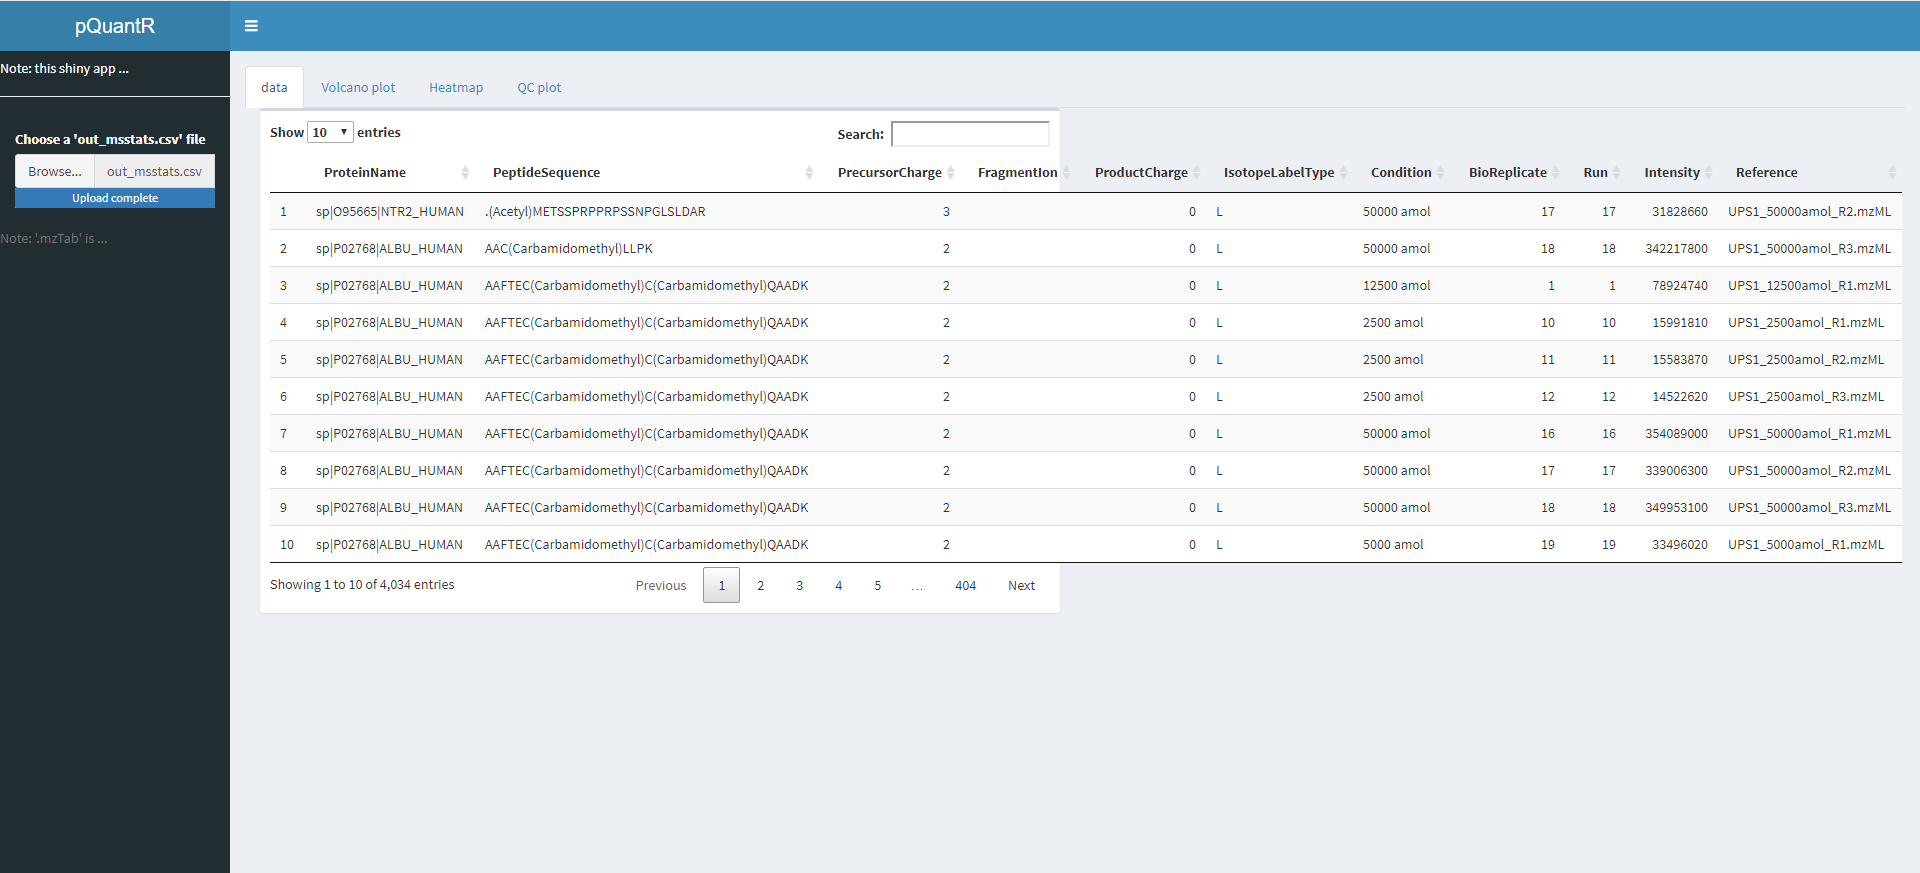 pQuantR
Note: this shiny app ...
Choose a 'out_msstats.csv' file
Browse... out_msstats.csv
Upload complete
Note: '.mzTab' is ...
data Volcano plot Heatmap QC plot
Show 10 entries Search:
ProteinName PeptideSequence PrecursorCharge FragmentIon ProductCharge IsotopeLabelType Condition BioReplicate Run Intensity Reference
1 sp|O95665|NTR2_HUMAN .(Acetyl)METSSPRPPRPSSNPGLSLDAR 3 0 L 50000 amol 17 17 31828660 UPS1_50000amol_R2.mzML
2 sp|P02768|ALBU_HUMAN AAC(Carbamidomethyl)LLPK 2 0 L 50000 amol 18 18 342217800 UPS1_50000amol_R3.mzML
3 sp|P02768|ALBU_HUMAN AAFTEC(Carbamidomethyl)C(Carbamidomethyl)QAADK 2 0 L 12500 amol 1 1 78924740 UPS1_12500amol_R1.mzML
4 sp|P02768|ALBU_HUMAN AAFTEC(Carbamidomethyl)C(Carbamidomethyl)QAADK 2 0 L 2500 amol 10 10 15991810 UPS1_2500amol_R1.mzML
5 sp|P02768|ALBU_HUMAN AAFTEC(Carbamidomethyl)C(Carbamidomethyl)QAADK 2 0 L 2500 amol 11 11 15583870 UPS1_2500amol_R2.mzML
6 sp|P02768|ALBU_HUMAN AAFTEC(Carbamidomethyl)C(Carbamidomethyl)QAADK 2 0 L 2500 amol 12 12 14522620 UPS1_2500amol_R3.mzML
7 sp|P02768|ALBU_HUMAN AAFTEC(Carbamidomethyl)C(Carbamidomethyl)QAADK 2 0 L 50000 amol 16 16 354089000 UPS1_50000amol_R1.mzML
8 sp|P02768|ALBU_HUMAN AAFTEC(Carbamidomethyl)C(Carbamidomethyl)QAADK 2 0 L 50000 amol 17 17 339006300 UPS1_50000amol_R2.mzML
9 sp|P02768|ALBU_HUMAN AAFTEC(Carbamidomethyl)C(Carbamidomethyl)QAADK 2 0 L 50000 amol 18 18 349953100 UPS1_50000amol_R3.mzML
10 sp|P02768|ALBU_HUMAN AAFTEC(Carbamidomethyl)C(Carbamidomethyl)QAADK 2 0 L 5000 amol 19 19 33496020 UPS1_5000amol_R1.mzML
Showing 1 to 10 of 4,034 entries Previous 1 2 3 4 5 … 404 Next